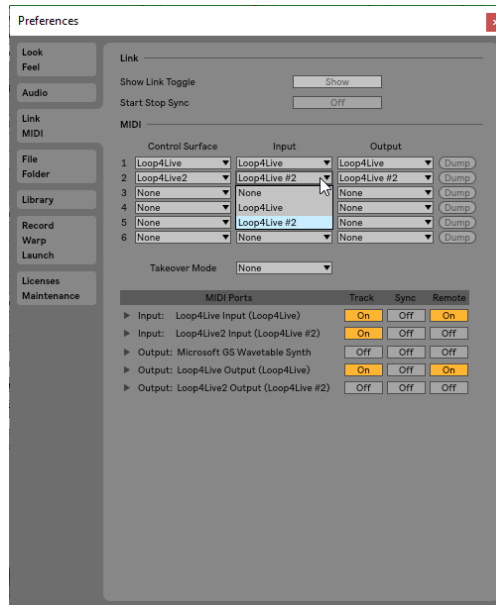 Preferences
Look
Feel
Audio
Link
MIDI
File
Folder
Library
Record
Warp
Launch
Licenses
Maintenance
Link
Show Link Toggle Show
Start Stop Sync Off
MIDI
Control Surface Input Output
1 Loop4Live Loop4Live Loop4Live Dump
2 Loop4Live2 Loop4Live #2 Loop4Live #2 Dump
3 None None None Dump
4 None Loop4Live None Dump
5 None Loop4Live #2 None Dump
6 None None None Dump
Takeover Mode None
MIDI Ports Track Sync Remote
Input: Loop4Live Input (Loop4Live) On Off On
Input: Loop4Live2 Input (Loop4Live #2) On Off Off
Output: Microsoft GS Wavetable Synth Off Off Off
Output: Loop4Live Output (Loop4Live) On Off On
Output: Loop4Live2 Output (Loop4Live #2) Off Off Off